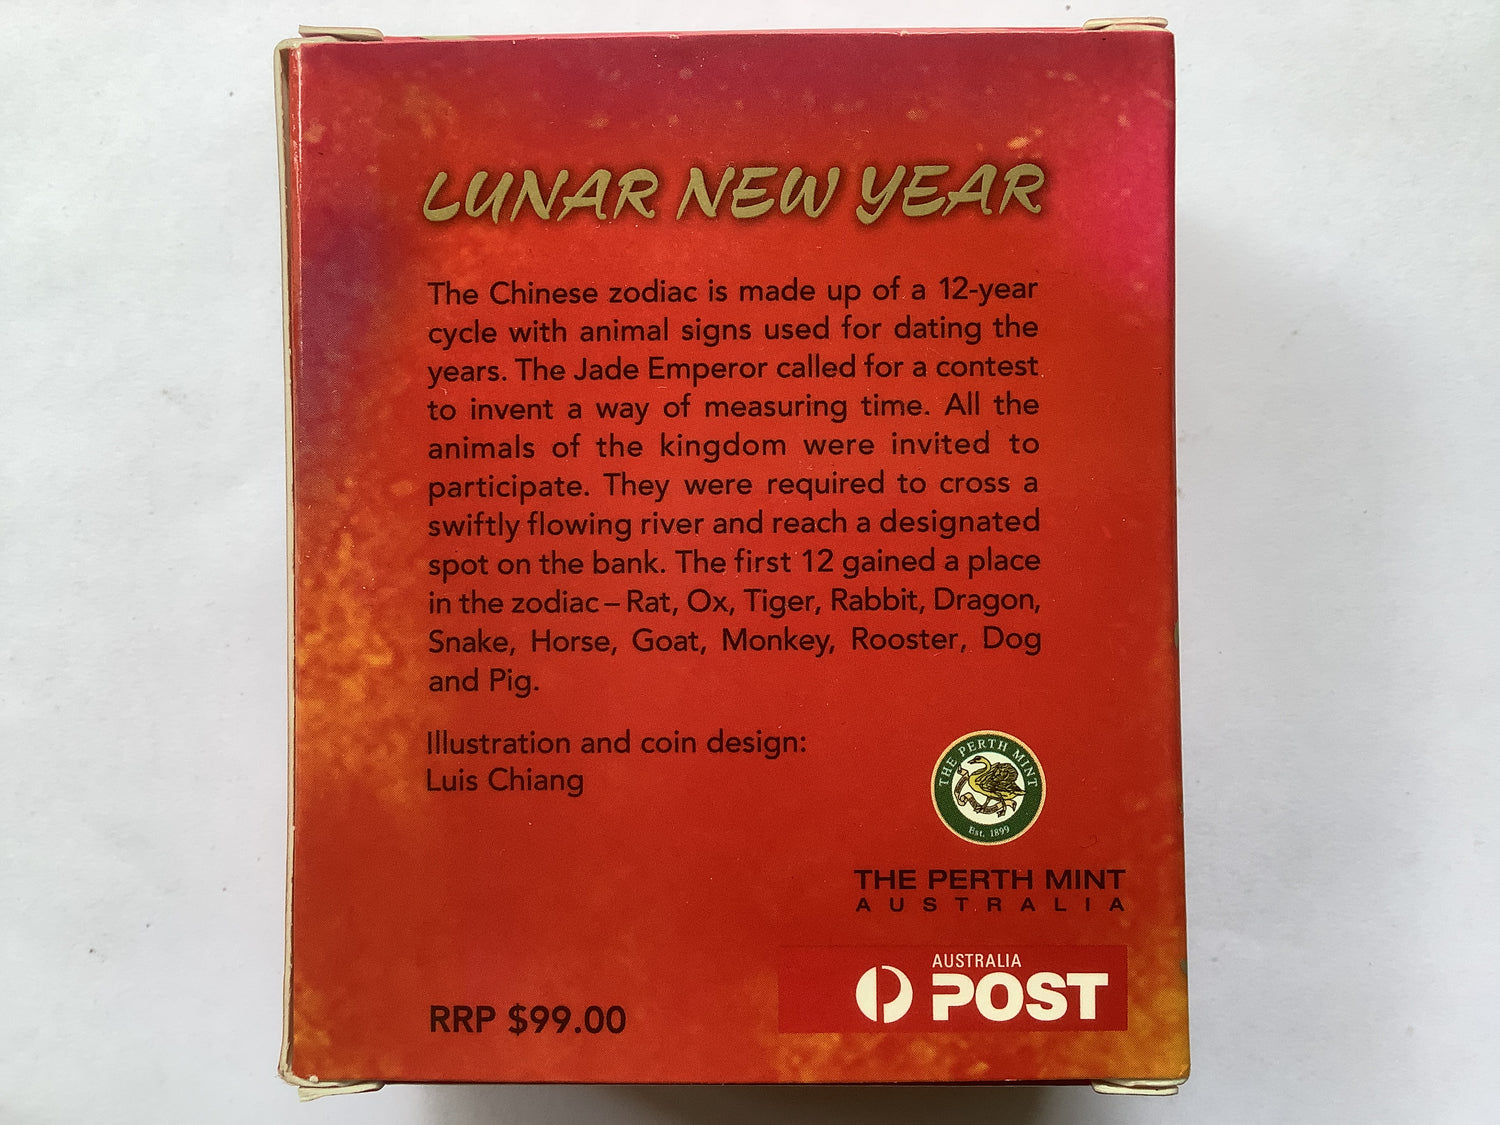 LUNAR NEW YEAR
The Chinese zodiac is made up of a 12-year
cycle with animal signs used for dating the
years. The Jade Emperor called for a contest
to invent a way of measuring time. All the
animals of the kingdom were invited to
participate. They were required to cross a
swiftly flowing river and reach a designated
spot on the bank. The first 12 gained a place
in the zodiac – Rat, Ox, Tiger, Rabbit, Dragon,
Snake, Horse, Goat, Monkey, Rooster, Dog
and Pig.
Illustration and coin design:
Luis Chiang
THE PERTH MINT
Est. 1899
THE PERTH MINT
AUSTRALIA
AUSTRALIA
POST
RRP $99.00